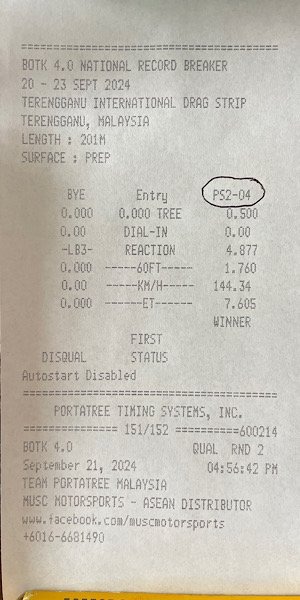 ========================================
BOTK 4.0 NATIONAL RECORD BREAKER
20 - 23 SEPT 2024
TERENGGANU INTERNATIONAL DRAG STRIP
TERENGGANU, MALAYSIA
LENGTH : 201M
SURFACE : PREP
BYE Entry PS2-04
0.000 0.000 TREE 0.500
0.00 DIAL-IN 0.00
-LB3- REACTION 4.877
0.000 -----60FT----- 1.760
0.00 -----KM/H----- 144.34
0.000 -----ET----- 7.605
WINNER
FIRST
DISQUAL STATUS
Autostart Disabled
========================================
PORTATREE TIMING SYSTEMS, INC.
============== 151/152 ==========600214
BOTK 4.0 QUAL RND 2
September 21, 2024 04:56:42 PM
TEAM PORTATREE MALAYSIA
MUSC MOTORSPORTS - ASEAN DISTRIBUTOR
www.facebook.com/muscmotorsports
+6016-6681490